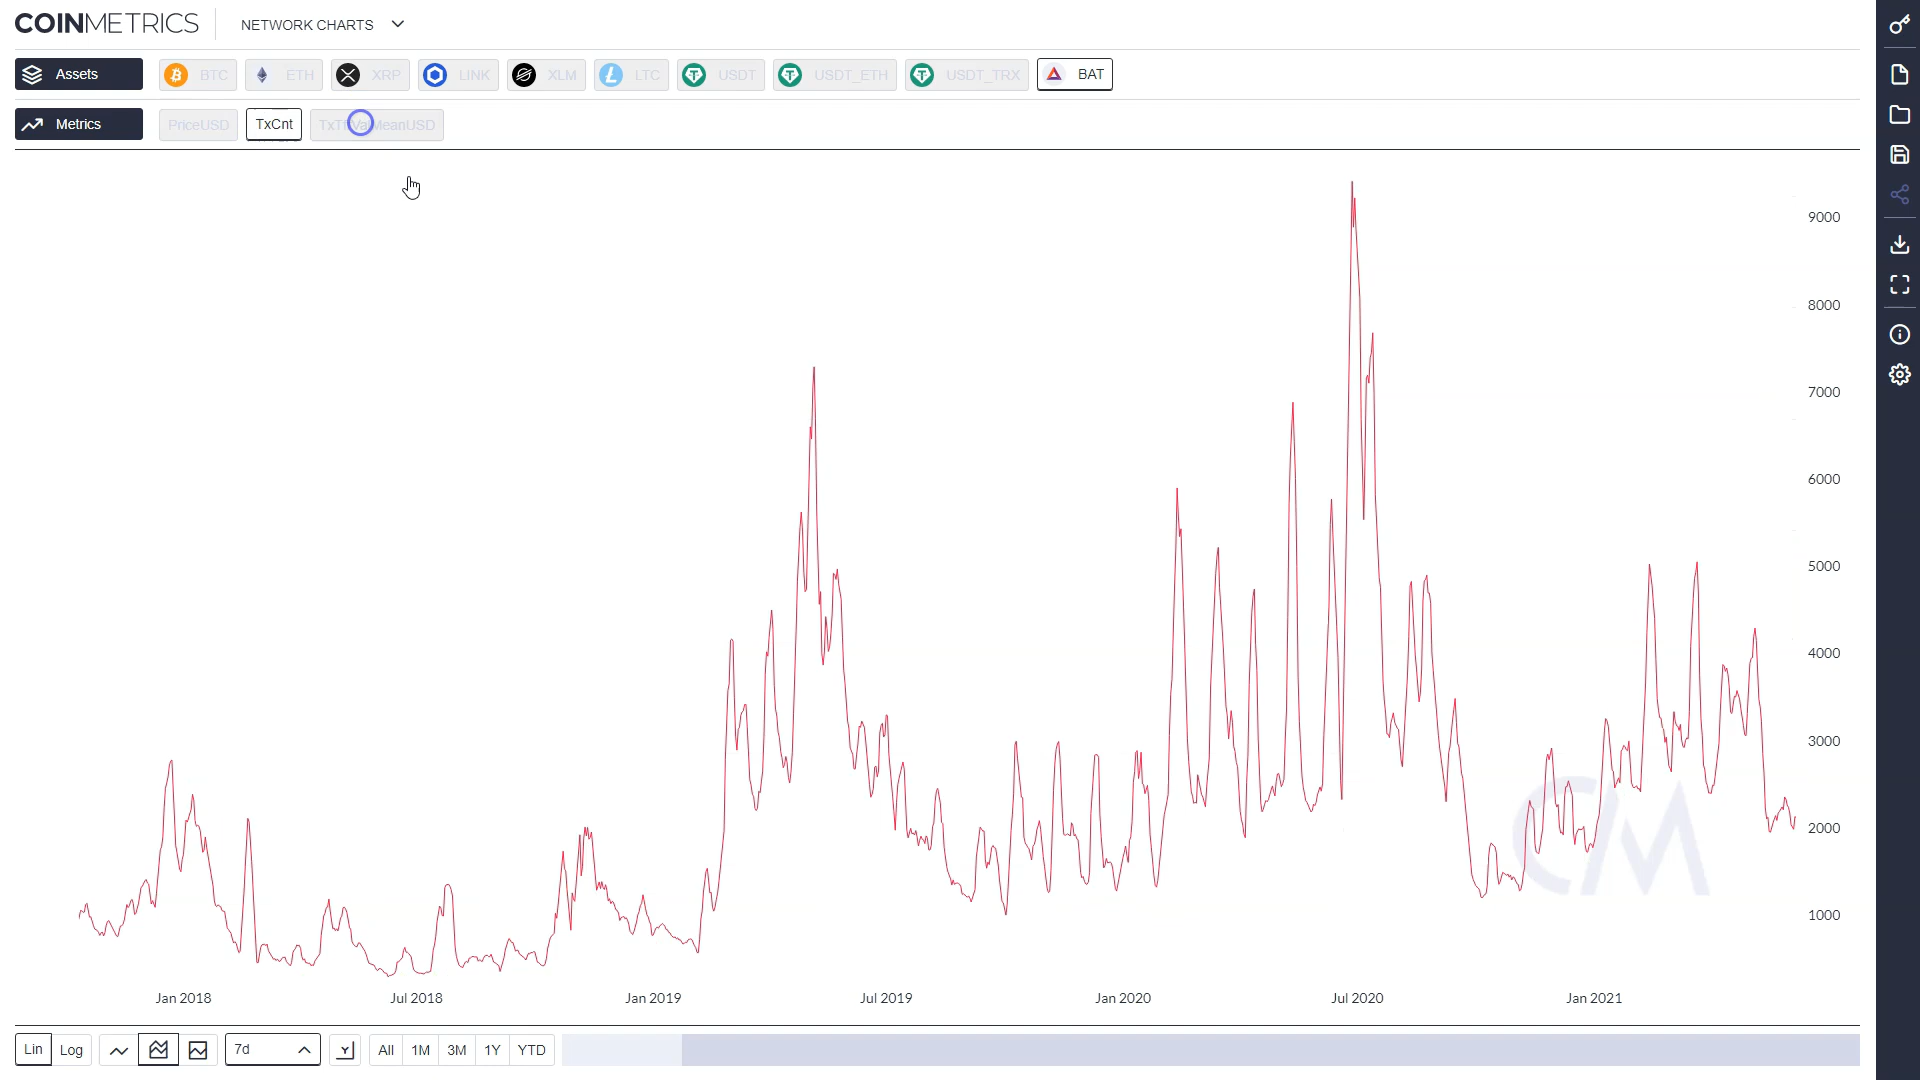 COINMETRICS NETWORK CHARTS
Assets BTC ETH XRP LINK XLM LTC USDT USDT_ETH USDT_TRX BAT
Metrics PriceUSD TxCnt TxTfrValMeanUSD
9000
8000
7000
6000
5000
4000
3000
2000
1000
CM
Jan 2018 Jul 2018 Jan 2019 Jul 2019 Jan 2020 Jul 2020 Jan 2021
Lin Log 7d Y All 1M 3M 1Y YTD